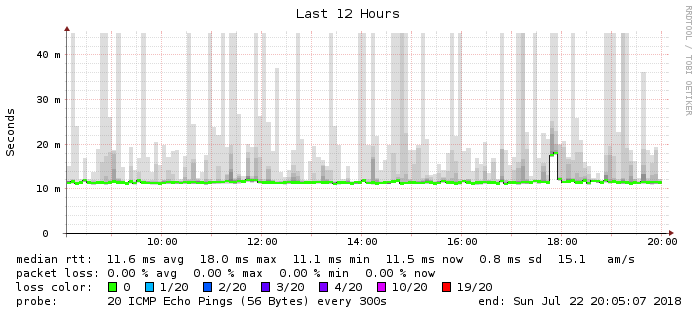 Last 12 Hours
RRDTOOL / TOBI OETIKER
Seconds
40 m
30 m
20 m
10 m
0
10:00 12:00 14:00 16:00 18:00 20:00
median rtt: 11.6 ms avg 18.0 ms max 11.1 ms min 11.5 ms now 0.8 ms sd 15.1 am/s
packet loss: 0.00 % avg 0.00 % max 0.00 % min 0.00 % now
loss color: 0 1/20 2/20 3/20 4/20 10/20 19/20
probe: 20 ICMP Echo Pings (56 Bytes) every 300s end: Sun Jul 22 20:05:07 2018